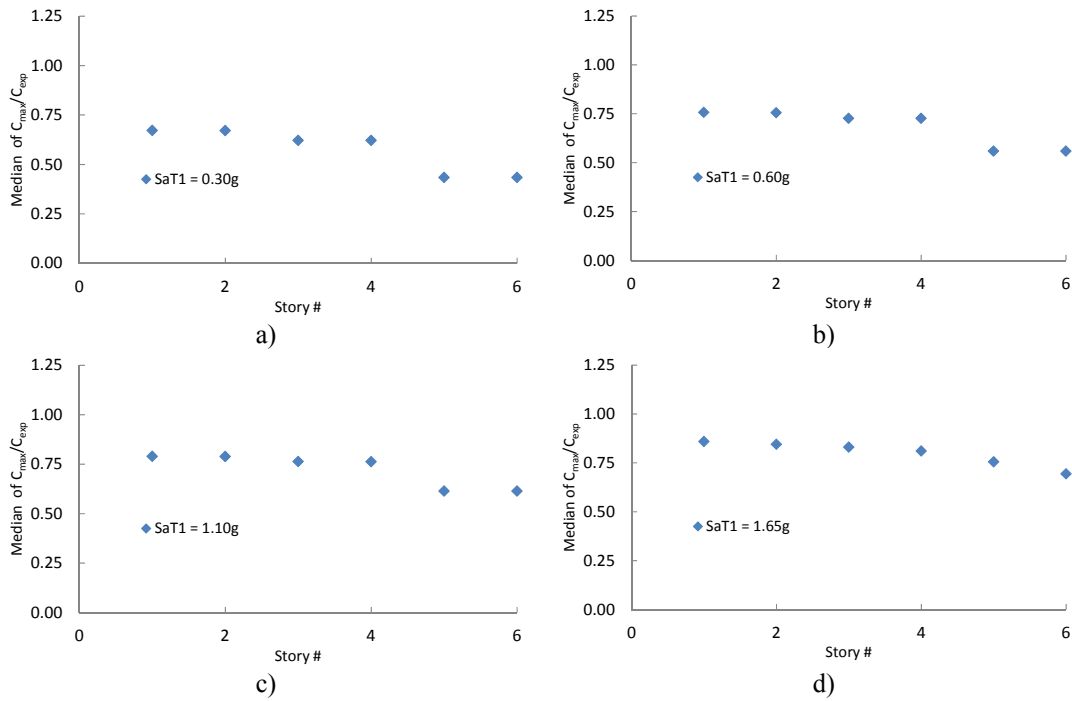 1.25
1.00
0.75
0.50
0.25
0.00
Median of Cmax/Cexp
SaT1 = 0.30g
0 2 4 6
Story #
a)
1.25
1.00
0.75
0.50
0.25
0.00
Median of Cmax/Cexp
SaT1 = 0.60g
0 2 4 6
Story #
b)
1.25
1.00
0.75
0.50
0.25
0.00
Median of Cmax/Cexp
SaT1 = 1.10g
0 2 4 6
Story #
c)
1.25
1.00
0.75
0.50
0.25
0.00
Median of Cmax/Cexp
SaT1 = 1.65g
0 2 4 6
Story #
d)